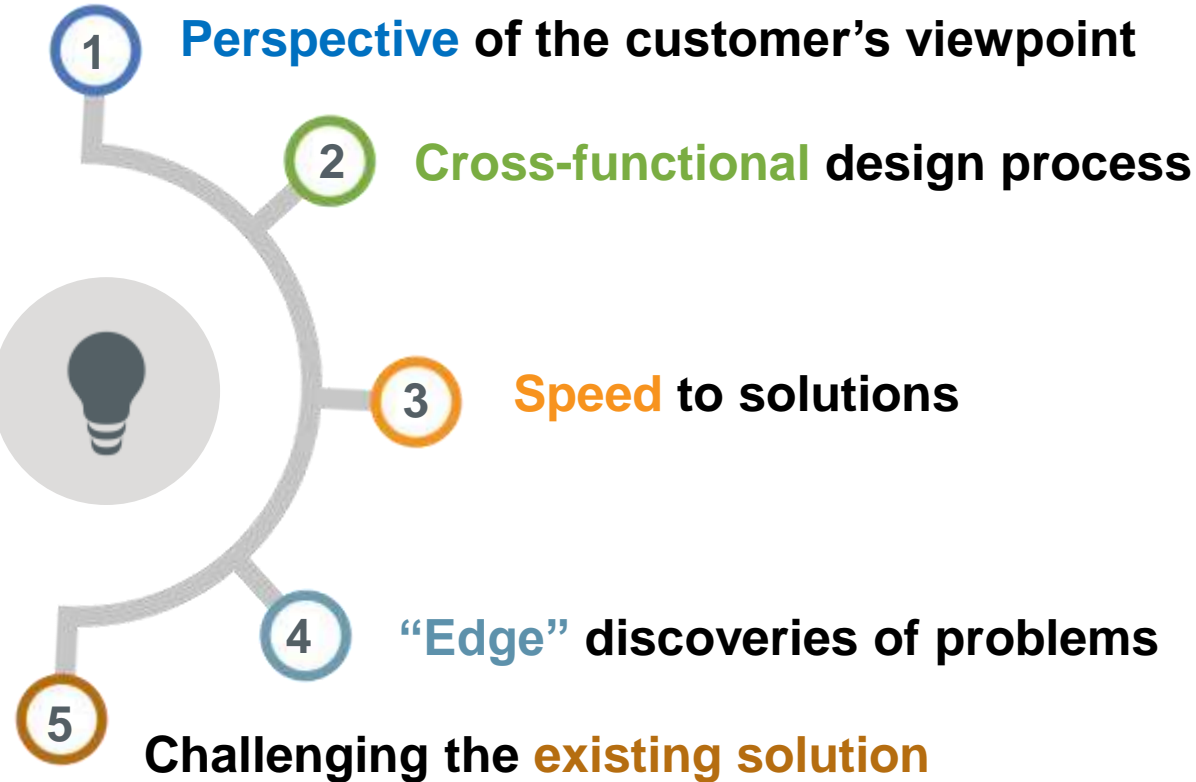 1 Perspective of the customer’s viewpoint
2 Cross-functional design process
3 Speed to solutions
4 “Edge” discoveries of problems
5 Challenging the existing solution